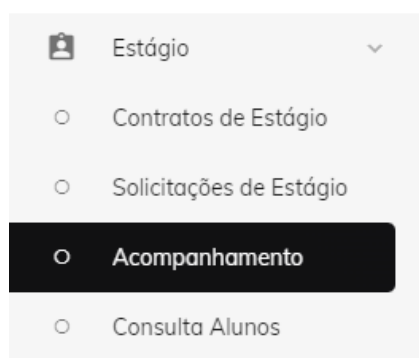 Estágio
Contratos de Estágio
Solicitações de Estágio
Acompanhamento
Consulta Alunos